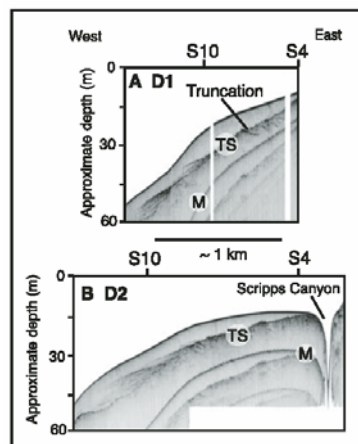 West East
S10 S4
0
A D1
Truncation
30
TS
M
60
Approximate depth (m)
~ 1 km
S10 S4
0
B D2
Scripps Canyon
TS
M
30
60
Approximate depth (m)